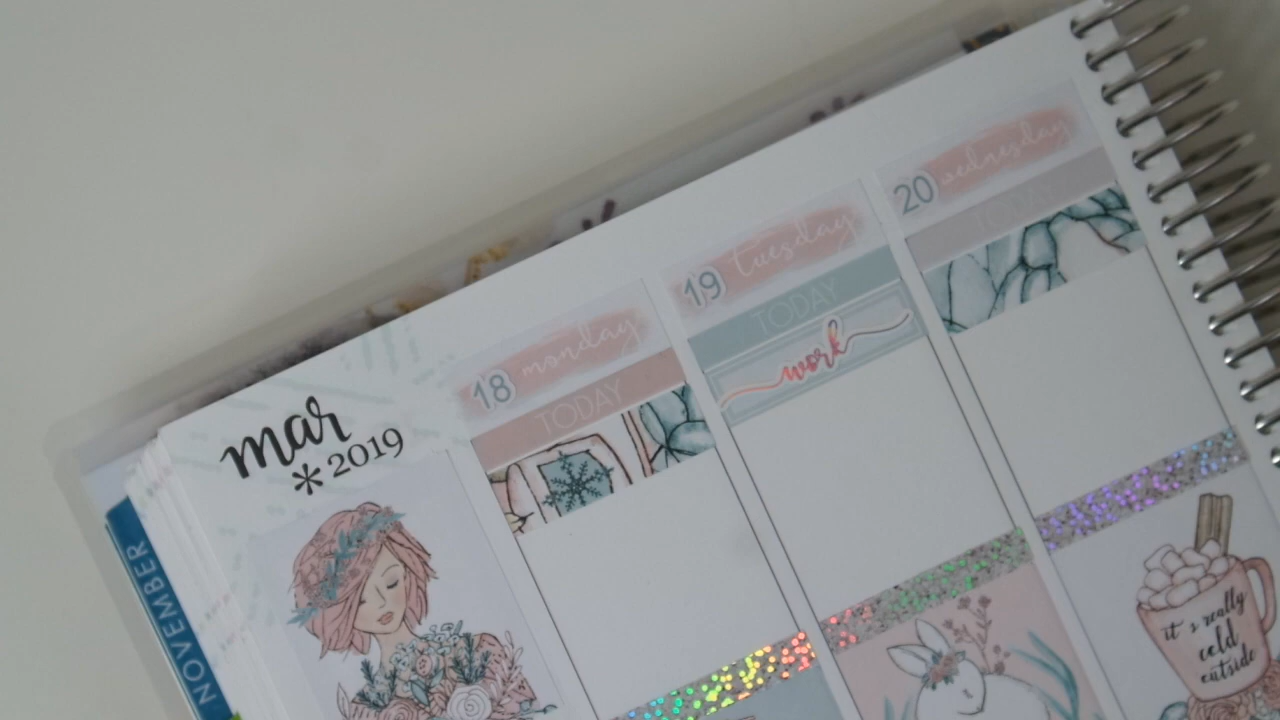 mar
* 2019
NOVEMBER
18 monday
TODAY
19 tuesday
TODAY
work
20 wednesday
TODAY
it's really
cold
outside